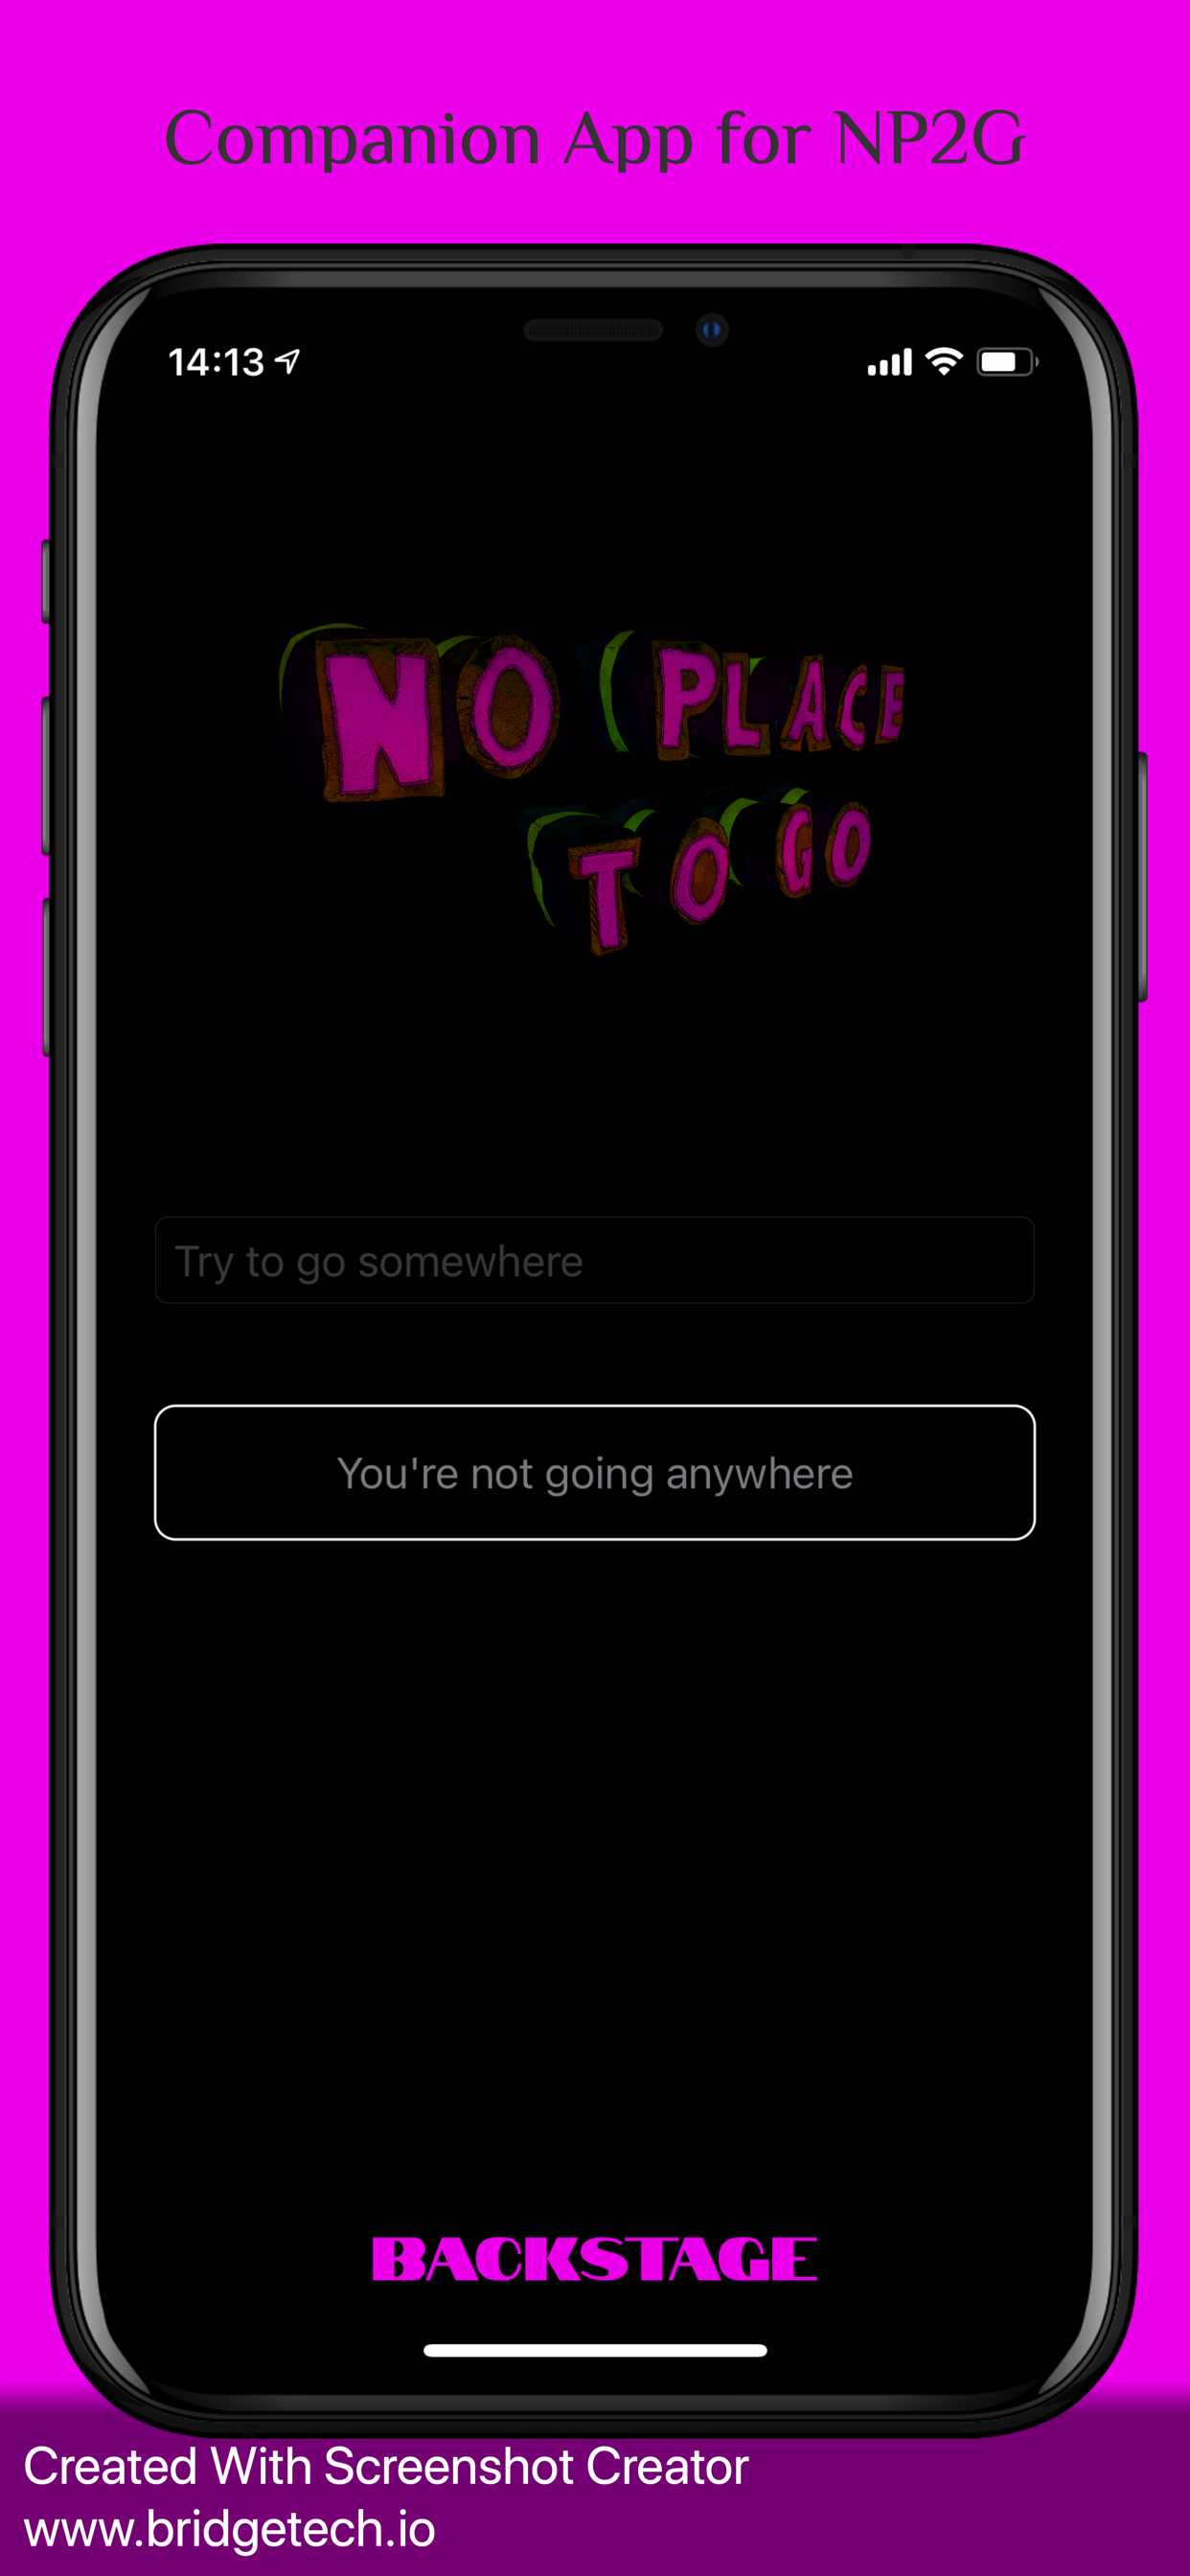 Companion App for NP2G
14:13
NO PLACE
TO GO
Try to go somewhere
You're not going anywhere
BACKSTAGE
Created With Screenshot Creator
www.bridgetech.io